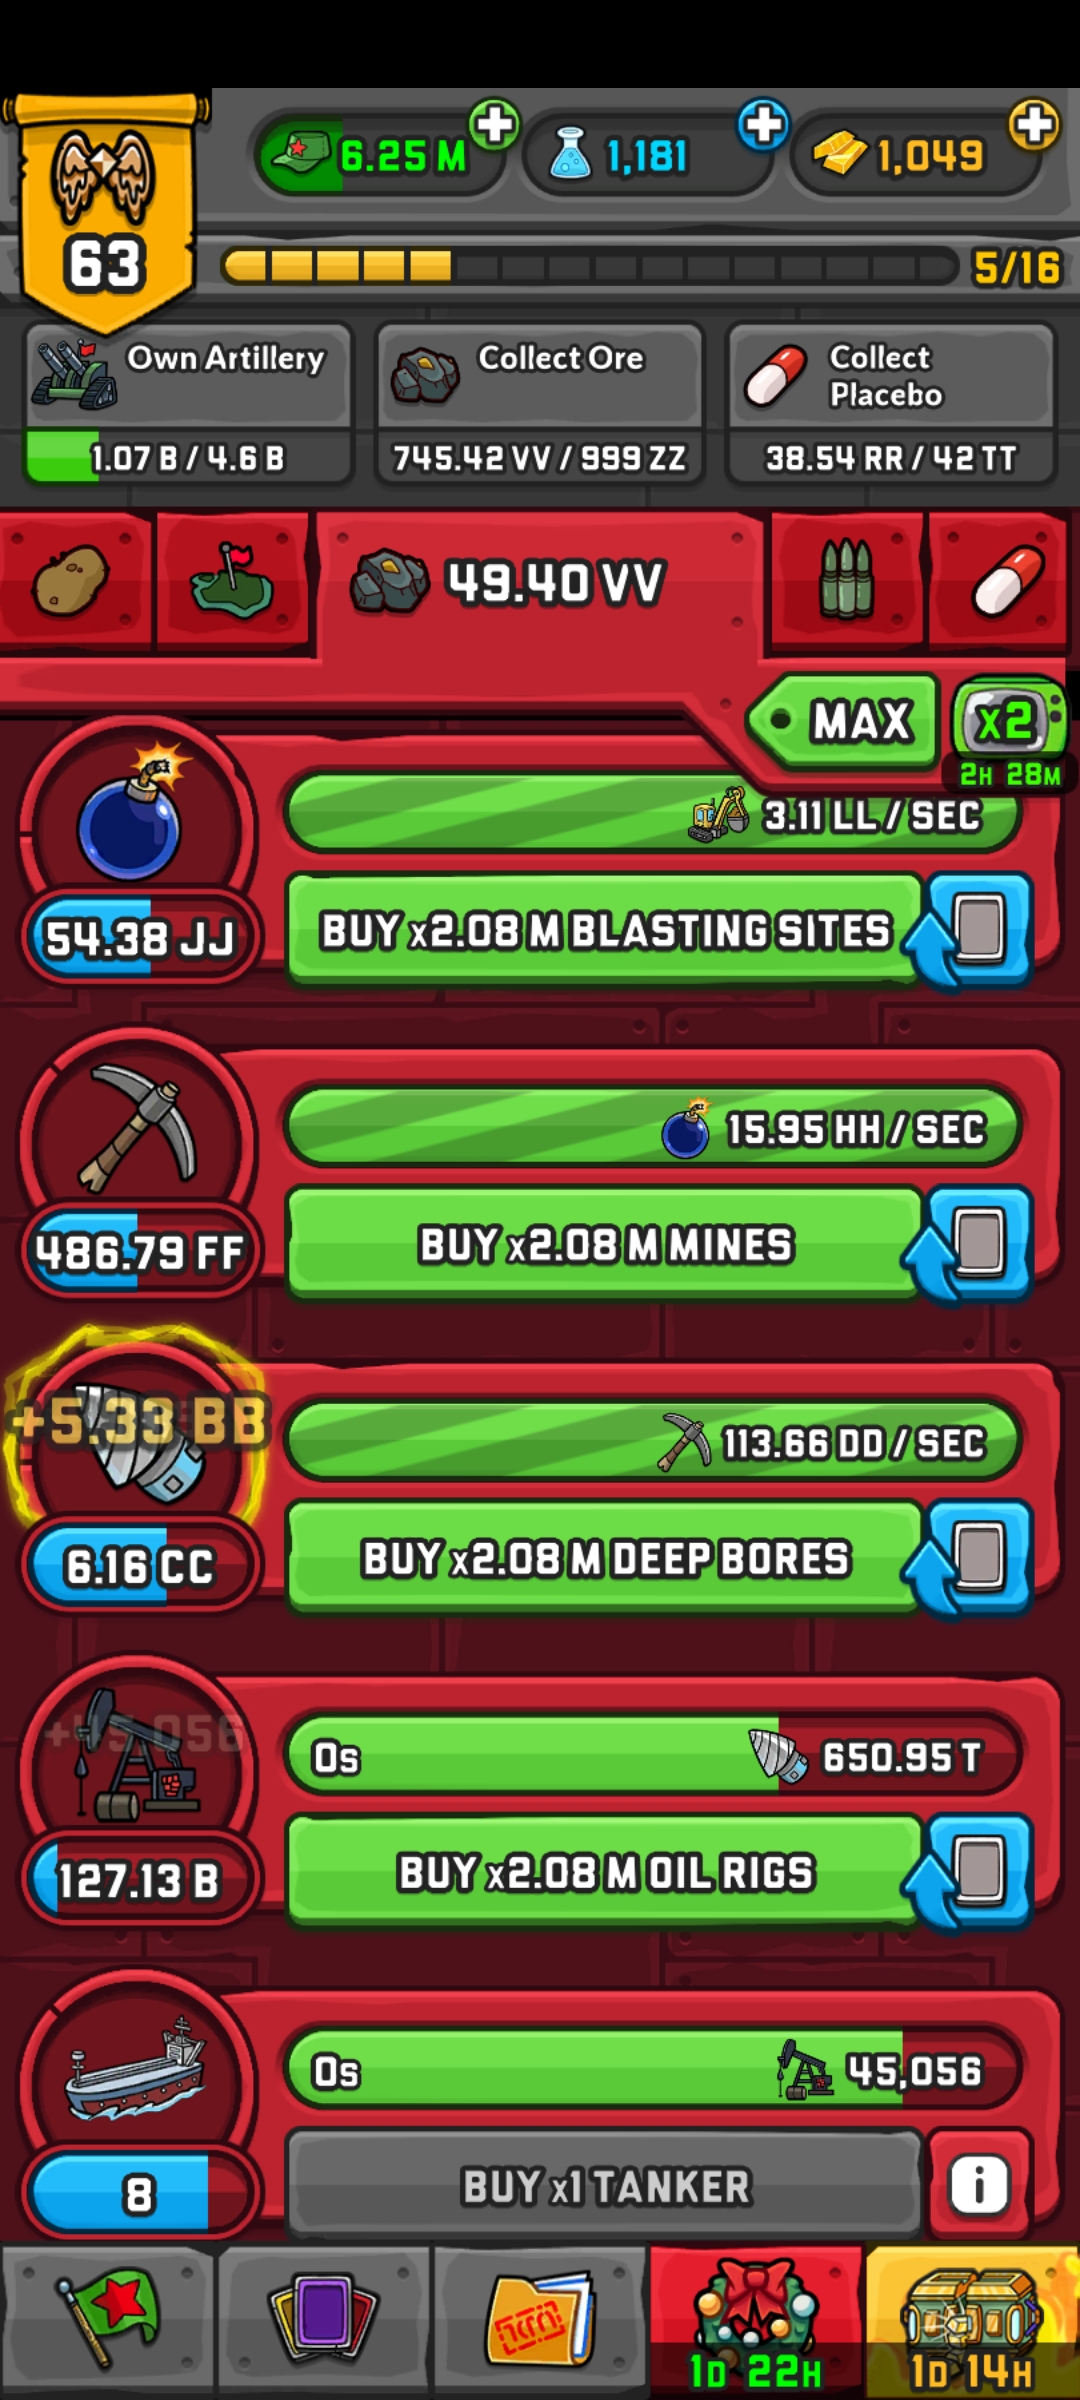 6.25 M
1,181
1,049
63
5/16
Own Artillery
1.07 B / 4.6 B
Collect Ore
745.42 VV / 999 ZZ
Collect
Placebo
38.54 RR / 42 TT
49.40 VV
MAX
x2
2H 28M
3.11 LL / SEC
54.38 JJ
BUY x2.08 M BLASTING SITES
15.95 HH / SEC
486.79 FF
BUY x2.08 M MINES
+5.33 BB
113.66 DD / SEC
6.16 CC
BUY x2.08 M DEEP BORES
+45,056
0s
650.95 T
127.13 B
BUY x2.08 M OIL RIGS
0s
45,056
8
BUY x1 TANKER
i
1D 22H
1D 14H